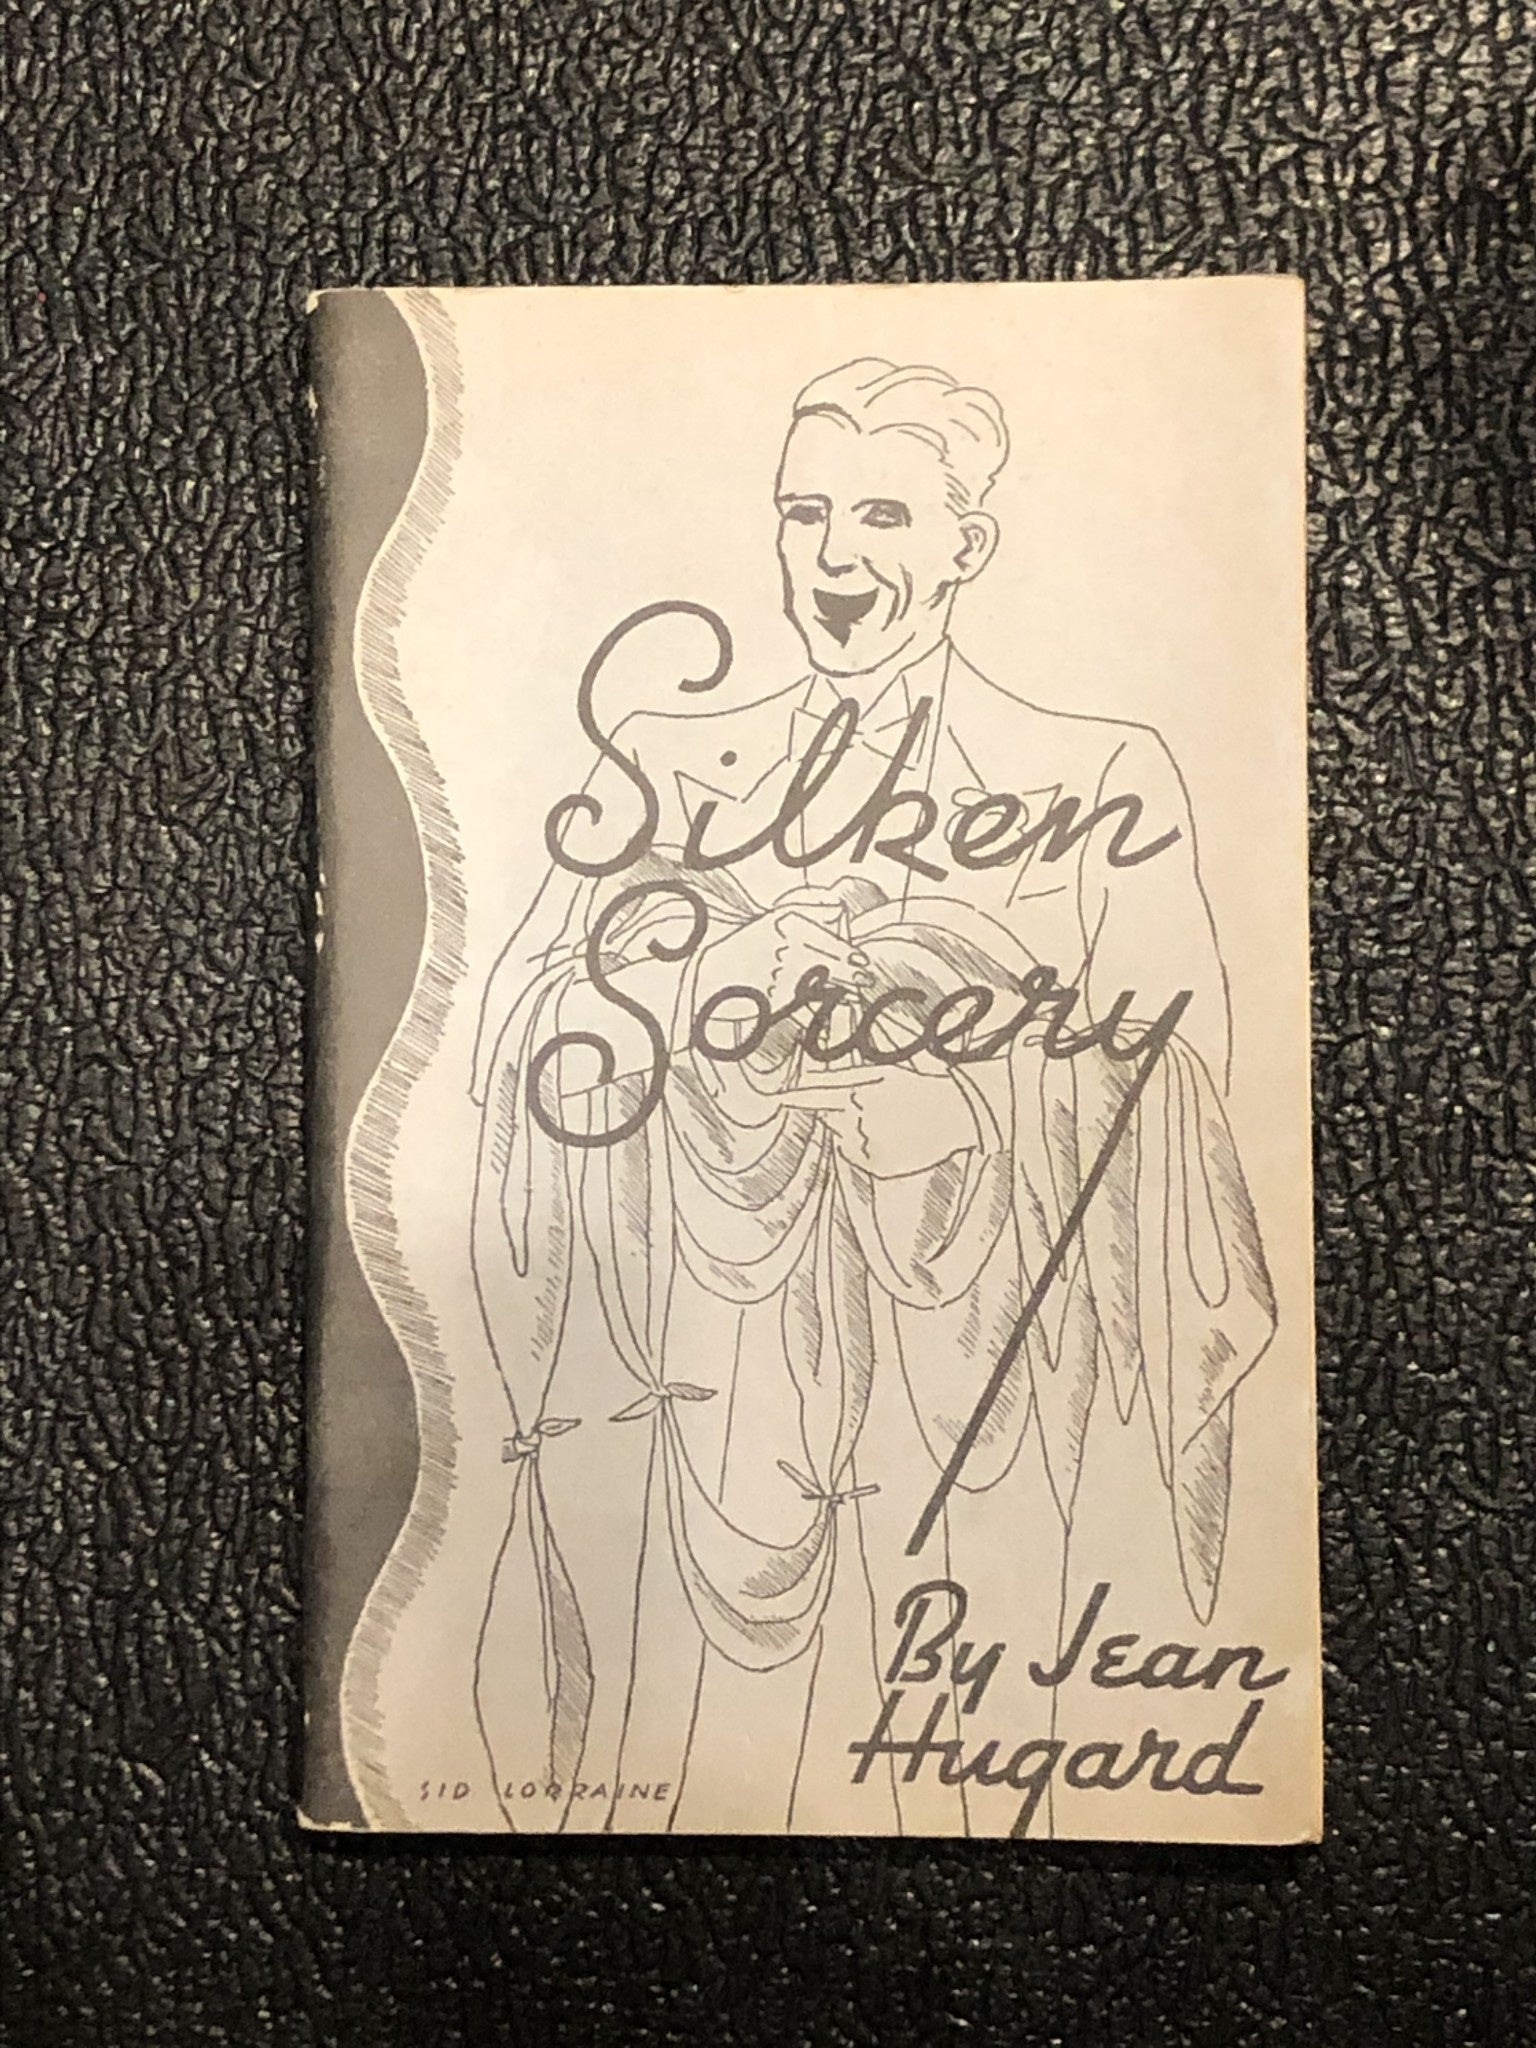 Silken
Sorcery
By Jean
Hugard
SID LORRAINE